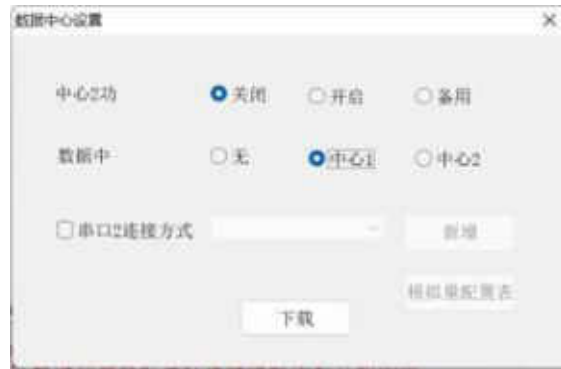 数据中心设置
中心2功 关闭 开启 备用
数据中 无 中心1 中心2
串口2连接方式 新增
模拟量配置表
下载